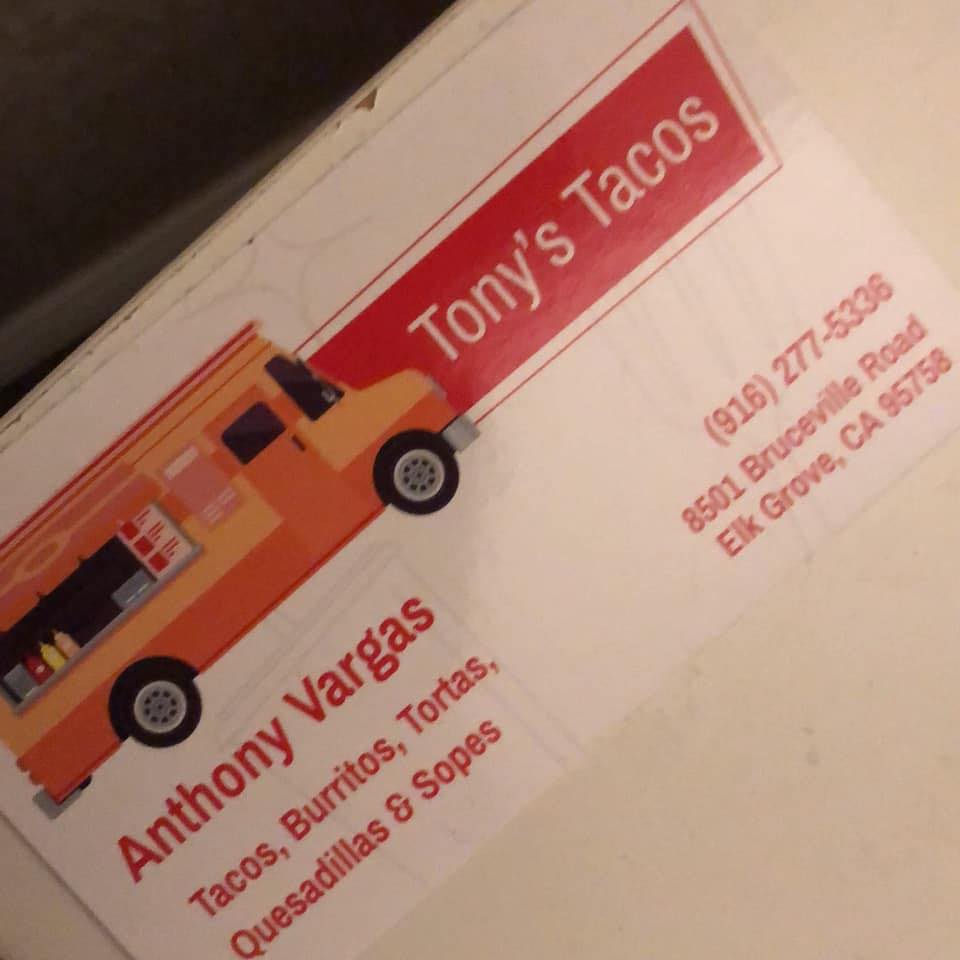 Tony's Tacos
(916) 277-5336
8501 Bruceville Road
Elk Grove, CA 95758
Anthony Vargas
Tacos, Burritos, Tortas,
Quesadillas & Sopes